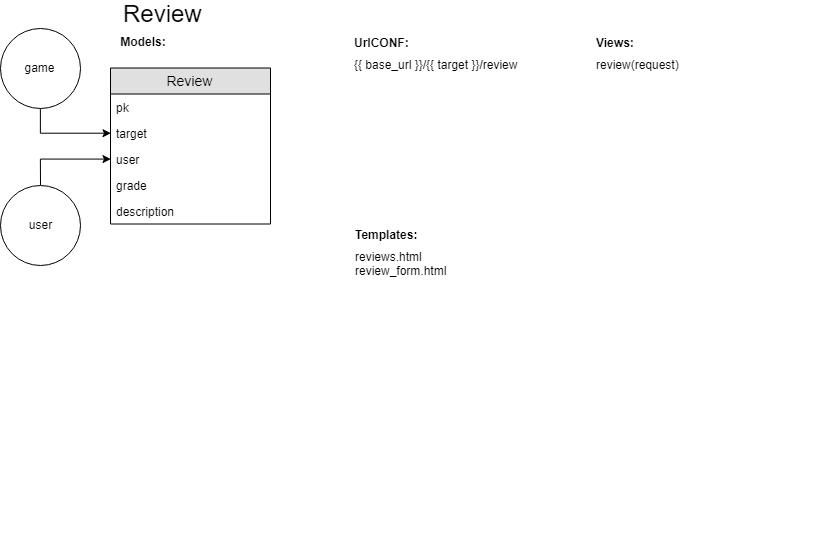 Review
Models:
game
Review
pk
target
user
grade
description
user
UrlCONF:
{{ base_url }}/{{ target }}/review
Views:
review(request)
Templates:
reviews.html
review_form.html